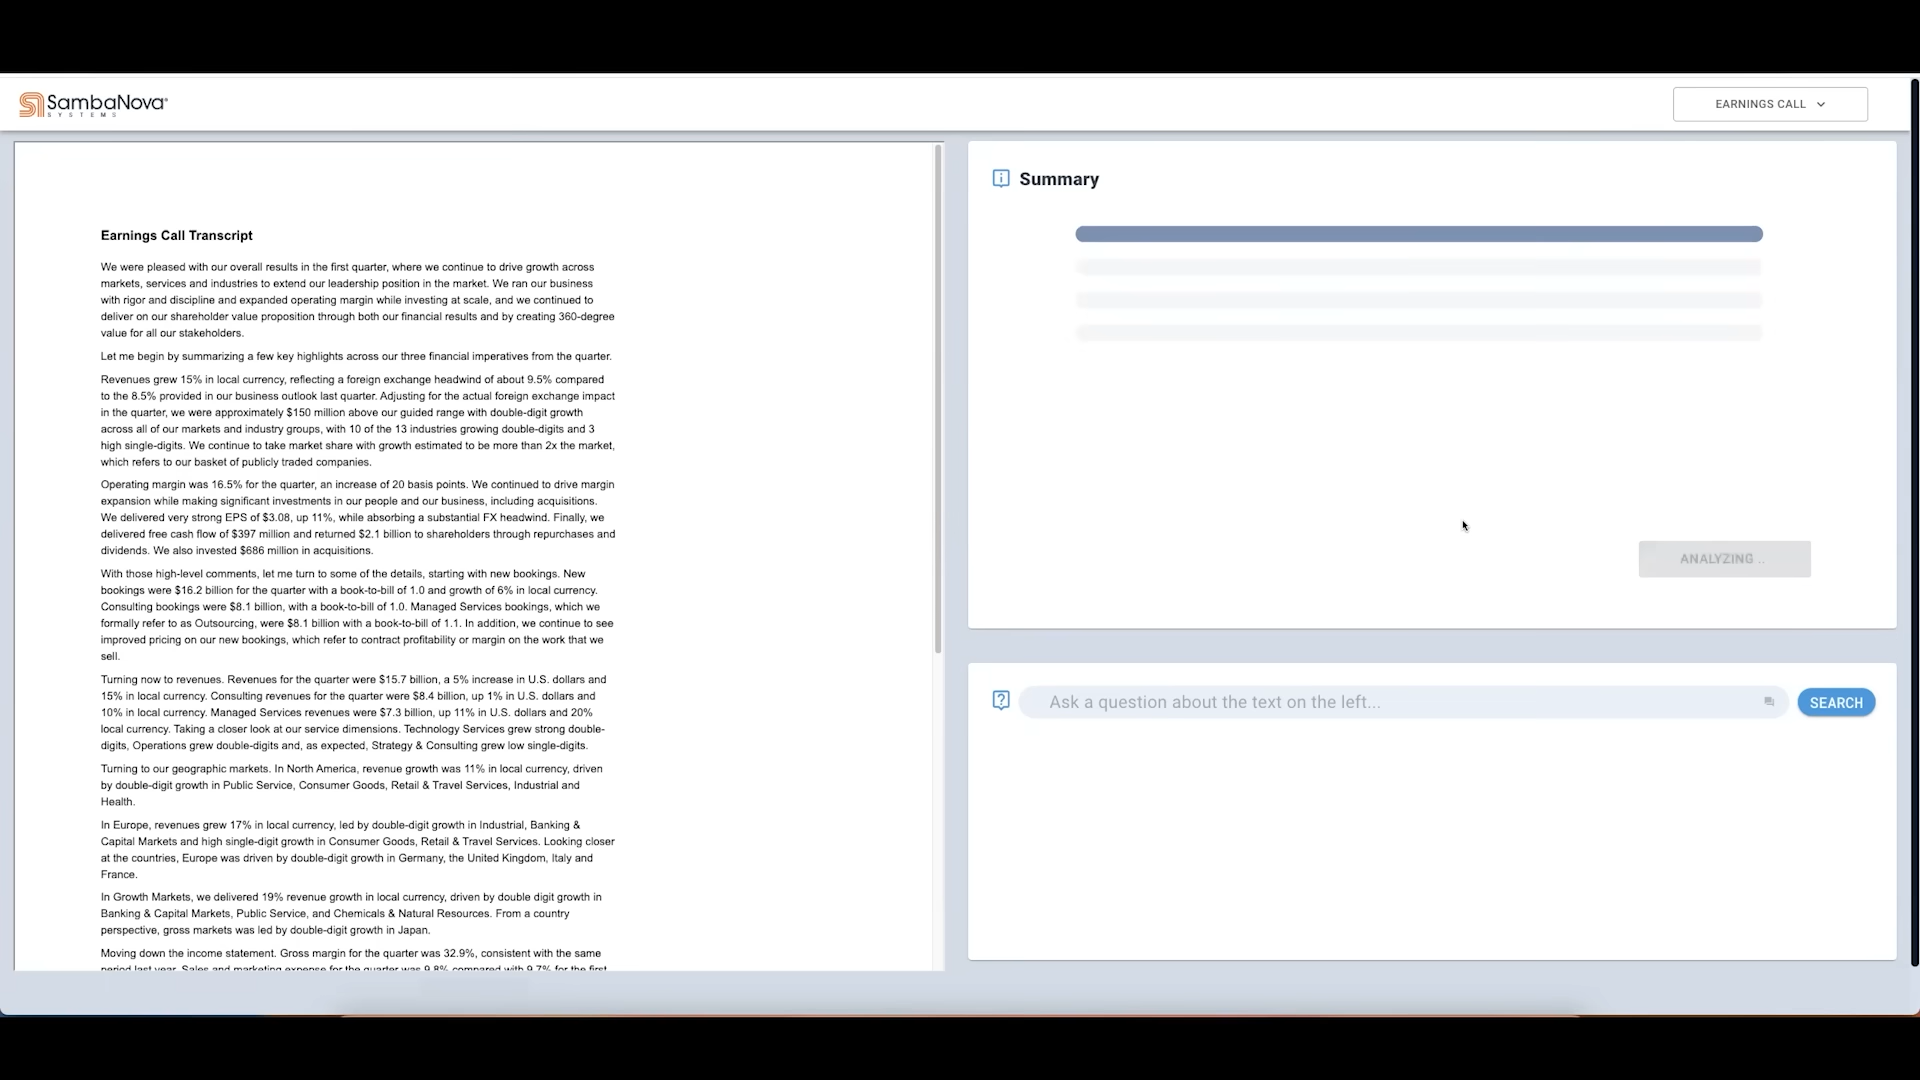 SambaNova
SYSTEMS
EARNINGS CALL
Earnings Call Transcript
We were pleased with our overall results in the first quarter, where we continue to drive growth across
markets, services and industries to extend our leadership position in the market. We ran our business
with rigor and discipline and expanded operating margin while investing at scale, and we continued to
deliver on our shareholder value proposition through both our financial results and by creating 360-degree
value for all our stakeholders.
Let me begin by summarizing a few key highlights across our three financial imperatives from the quarter.
Revenues grew 15% in local currency, reflecting a foreign exchange headwind of about 9.5% compared
to the 8.5% provided in our business outlook last quarter. Adjusting for the actual foreign exchange impact
in the quarter, we were approximately $150 million above our guided range with double-digit growth
across all of our markets and industry groups, with 10 of the 13 industries growing double-digits and 3
high single-digits. We continue to take market share with growth estimated to be more than 2x the market,
which refers to our basket of publicly traded companies.
Operating margin was 16.5% for the quarter, an increase of 20 basis points. We continued to drive margin
expansion while making significant investments in our people and our business, including acquisitions.
We delivered very strong EPS of $3.08, up 11%, while absorbing a substantial FX headwind. Finally, we
delivered free cash flow of $397 million and returned $2.1 billion to shareholders through repurchases and
dividends. We also invested $686 million in acquisitions.
With those high-level comments, let me turn to some of the details, starting with new bookings. New
bookings were $16.2 billion for the quarter with a book-to-bill of 1.0 and growth of 6% in local currency.
Consulting bookings were $8.1 billion, with a book-to-bill of 1.0. Managed Services bookings, which we
formally refer to as Outsourcing, were $8.1 billion with a book-to-bill of 1.1. In addition, we continue to see
improved pricing on our new bookings, which refer to contract profitability or margin on the work that we
sell.
Turning now to revenues. Revenues for the quarter were $15.7 billion, a 5% increase in U.S. dollars and
15% in local currency. Consulting revenues for the quarter were $8.4 billion, up 1% in U.S. dollars and
10% in local currency. Managed Services revenues were $7.3 billion, up 11% in U.S. dollars and 20%
local currency. Taking a closer look at our service dimensions. Technology Services grew strong double-
digits, Operations grew double-digits and, as expected, Strategy & Consulting grew low single-digits.
Turning to our geographic markets. In North America, revenue growth was 11% in local currency, driven
by double-digit growth in Public Service, Consumer Goods, Retail & Travel Services, Industrial and
Health.
In Europe, revenues grew 17% in local currency, led by double-digit growth in Industrial, Banking &
Capital Markets and high single-digit growth in Consumer Goods, Retail & Travel Services. Looking closer
at the countries, Europe was driven by double-digit growth in Germany, the United Kingdom, Italy and
France.
In Growth Markets, we delivered 19% revenue growth in local currency, driven by double digit growth in
Banking & Capital Markets, Public Service, and Chemicals & Natural Resources. From a country
perspective, gross markets was led by double-digit growth in Japan.
Moving down the income statement. Gross margin for the quarter was 32.9%, consistent with the same
period last year. Sales and marketing expense for the quarter was 9.8% compared with 9.7% for the first
Summary
ANALYZING ..
Ask a question about the text on the left...
SEARCH